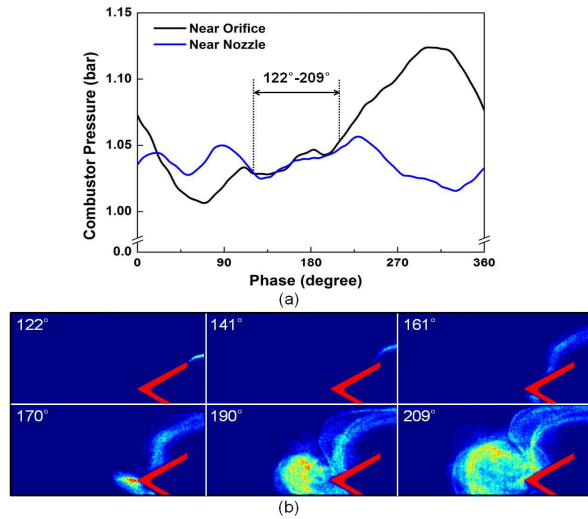 (a)
1.15
Near Orifice
Near Nozzle
1.10
122°-209°
1.05
1.00
0.0
Combustor Pressure (bar)
0 90 180 270 360
Phase (degree)
(a)
122° 141° 161°
170° 190° 209°
(b)